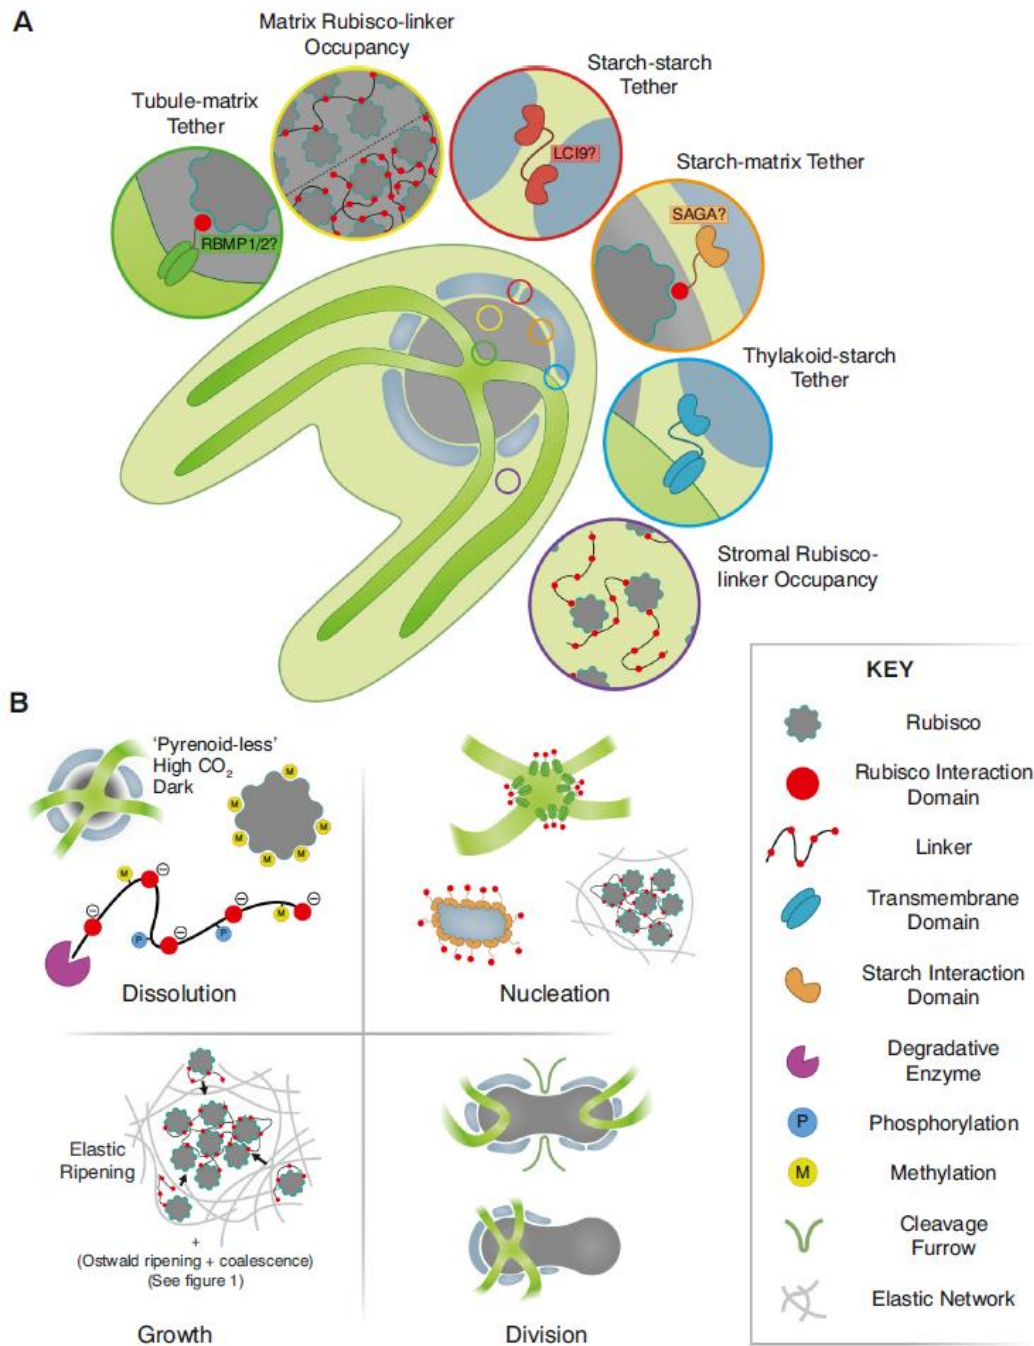 A
Matrix Rubisco-linker
Occupancy
Starch-starch
Tether
Tubule-matrix
Tether
Starch-matrix Tether
LCI9?
SAGA?
RBMP1/2?
Thylakoid-starch
Tether
Stromal Rubisco-
linker Occupancy
B
'Pyrenoid-less'
High CO2
Dark
M
M
M
M
M
M
M
M
P
P
M
Dissolution
Nucleation
Elastic
Ripening
+
(Ostwald ripening + coalescence)
(See figure 1)
Growth
Division
KEY
Rubisco
Rubisco Interaction
Domain
Linker
Transmembrane
Domain
Starch Interaction
Domain
Degradative
Enzyme
P
Phosphorylation
M
Methylation
Cleavage
Furrow
Elastic Network